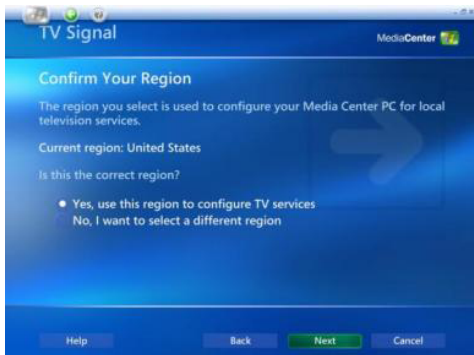 TV Signal
MediaCenter
Confirm Your Region
The region you select is used to configure your Media Center PC for local
television services.
Current region: United States
Is this the correct region?
Yes, use this region to configure TV services
No, I want to select a different region
Help Back Next Cancel